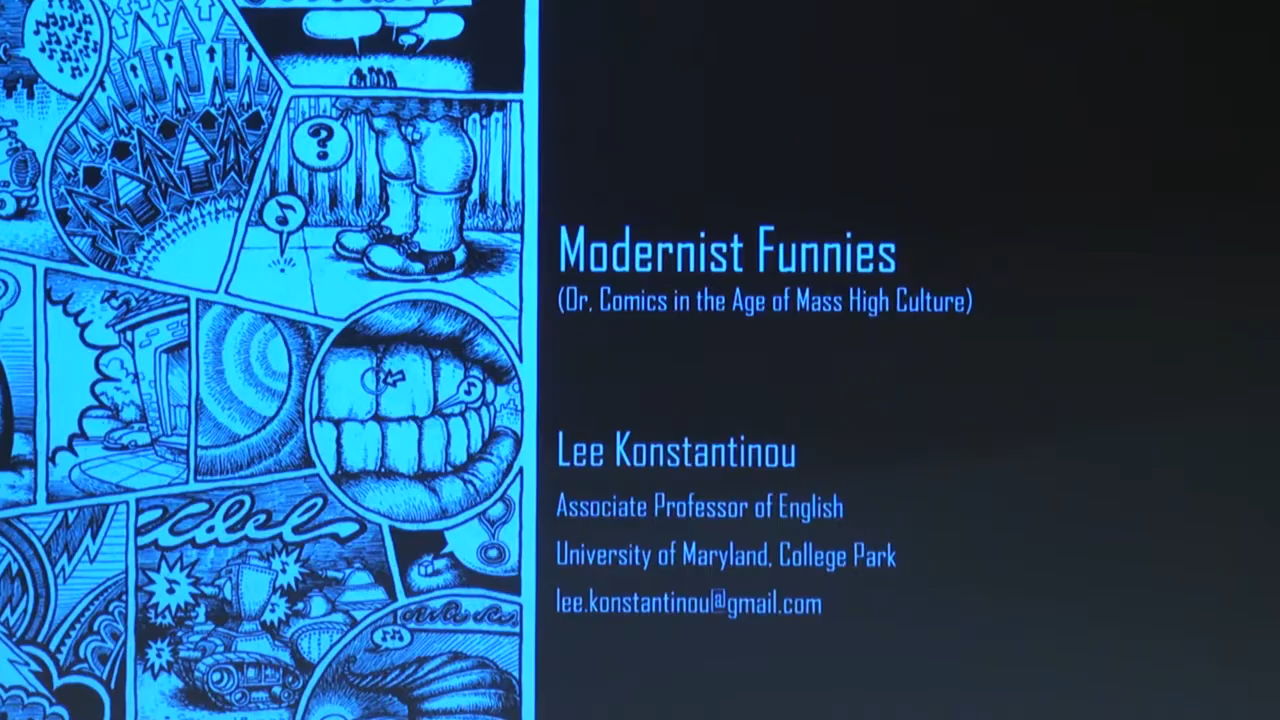 ?
Modernist Funnies
(Or, Comics in the Age of Mass High Culture)
Lee Konstantinou
Associate Professor of English
University of Maryland, College Park
lee.konstantinou@gmail.com